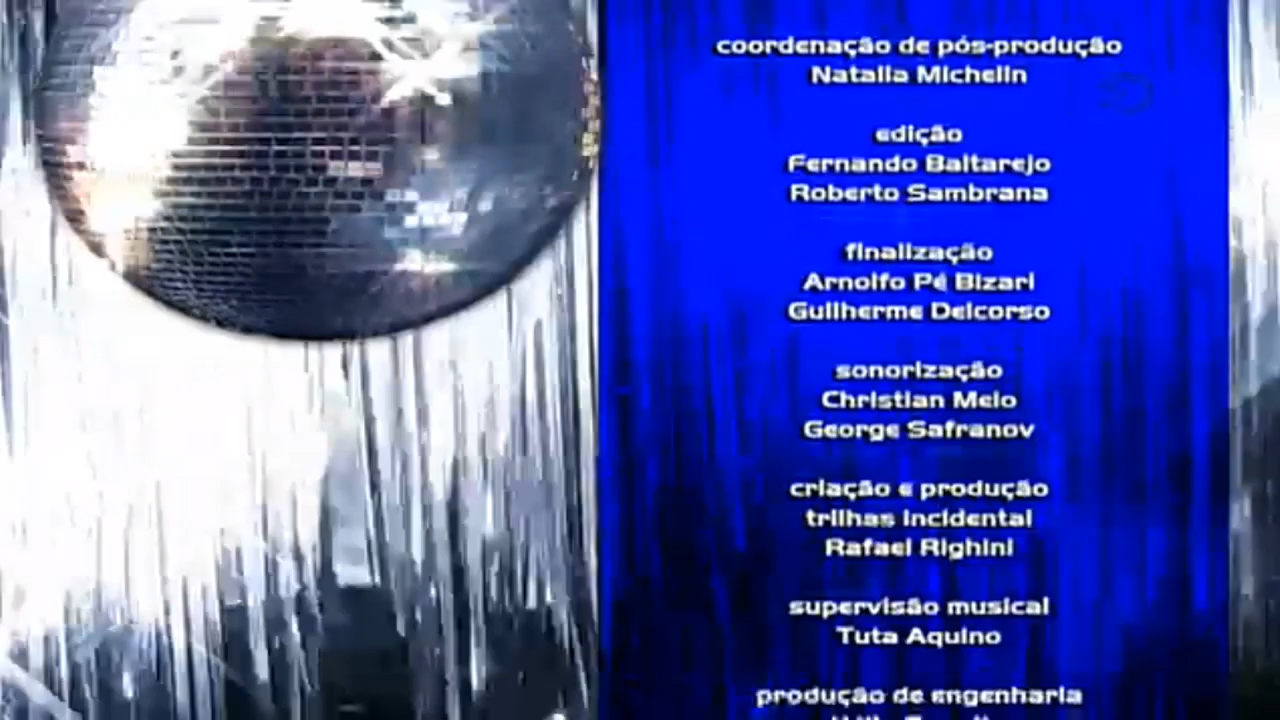 coordenação de pós-produção
Natalia Michelin
edição
Fernando Baltarejo
Roberto Sambrana
finalização
Arnolfo Pé Bizari
Guilherme Delcorso
sonorização
Christian Melo
George Safranov
criação e produção
trilhas incidental
Rafael Righini
supervisão musical
Tuta Aquino
produção de engenharia